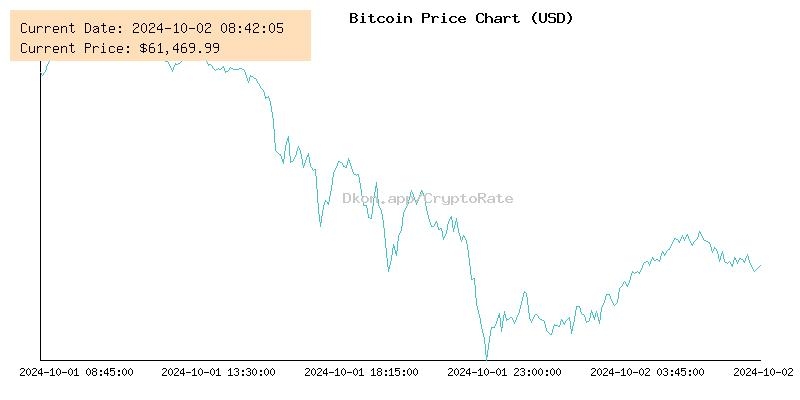 Bitcoin Price Chart (USD)
Current Date: 2024-10-02 08:42:05
Current Price: $61,469.99
Dkon.app/CryptoRate
2024-10-01 08:45:00 2024-10-01 13:30:00 2024-10-01 18:15:00 2024-10-01 23:00:00 2024-10-02 03:45:00 2024-10-02